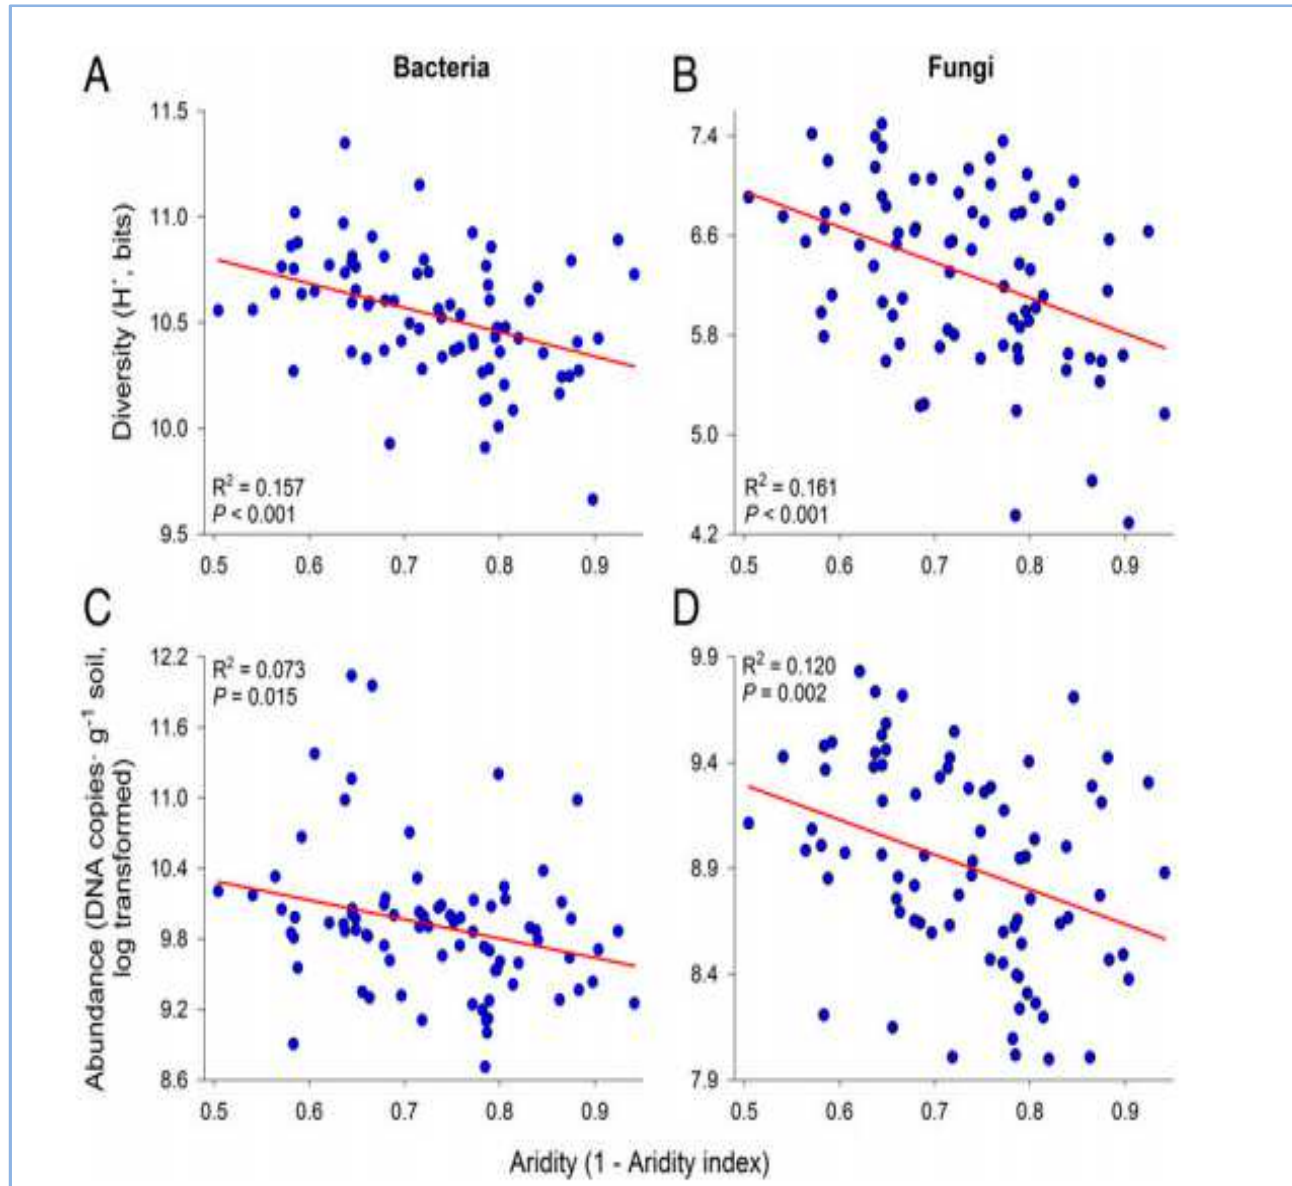 A
Bacteria
B
Fungi
11.5
11.0
10.5
10.0
9.5
Diversity (H', bits)
R² = 0.157
P < 0.001
0.5 0.6 0.7 0.8 0.9
7.4
6.6
5.8
5.0
4.2
R² = 0.161
P < 0.001
0.5 0.6 0.7 0.8 0.9
C
D
12.2
11.6
11.0
10.4
9.8
9.2
8.6
Abundance (DNA copies· g⁻¹ soil,
log transformed)
R² = 0.073
P = 0.015
0.5 0.6 0.7 0.8 0.9
9.9
9.4
8.9
8.4
7.9
R² = 0.120
P = 0.002
0.5 0.6 0.7 0.8 0.9
Aridity (1 - Aridity index)